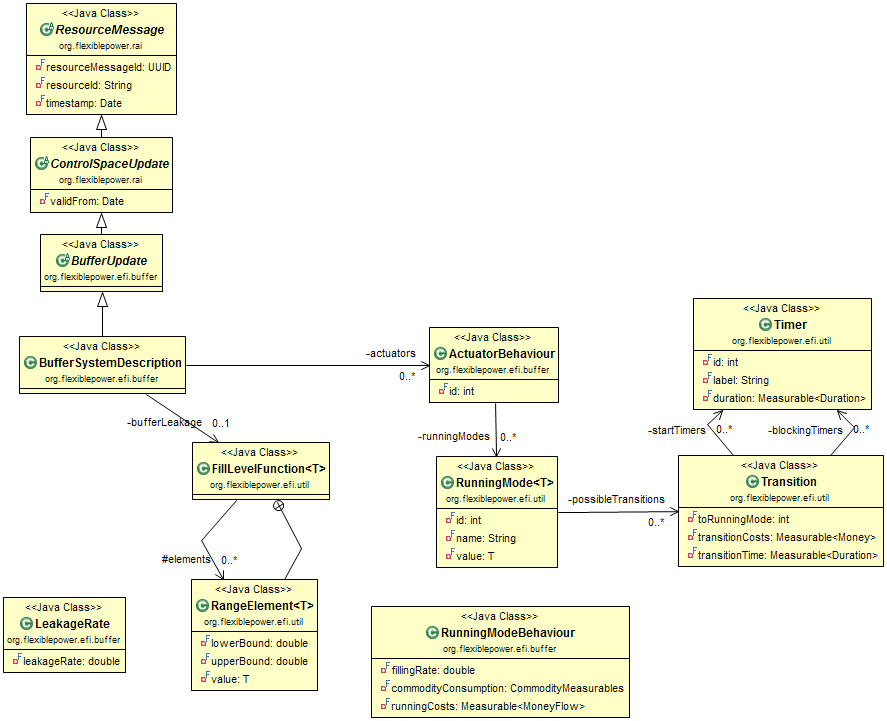 <<Java Class>>
ResourceMessage
org.flexiblepower.rai
resourceMessageId: UUID
resourceId: String
timestamp: Date
<<Java Class>>
ControlSpaceUpdate
org.flexiblepower.rai
validFrom: Date
<<Java Class>>
BufferUpdate
org.flexiblepower.efi.buffer
<<Java Class>>
BufferSystemDescription
org.flexiblepower.efi.buffer
-actuators
0..*
<<Java Class>>
ActuatorBehaviour
org.flexiblepower.efi.buffer
id: int
<<Java Class>>
Timer
org.flexiblepower.efi.util
id: int
label: String
duration: Measurable<Duration>
-bufferLeakage 0..1
-runningModes 0..*
-startTimers 0..*
-blockingTimers 0..*
<<Java Class>>
FillLevelFunction<T>
org.flexiblepower.efi.util
<<Java Class>>
RunningMode<T>
org.flexiblepower.efi.util
id: int
name: String
value: T
-possibleTransitions
0..*
<<Java Class>>
Transition
org.flexiblepower.efi.util
toRunningMode: int
transitionCosts: Measurable<Money>
transitionTime: Measurable<Duration>
#elements 0..*
<<Java Class>>
RangeElement<T>
org.flexiblepower.efi.util
lowerBound: double
upperBound: double
value: T
<<Java Class>>
LeakageRate
org.flexiblepower.efi.buffer
leakageRate: double
<<Java Class>>
RunningModeBehaviour
org.flexiblepower.efi.buffer
fillingRate: double
commodityConsumption: CommodityMeasurables
runningCosts: Measurable<MoneyFlow>